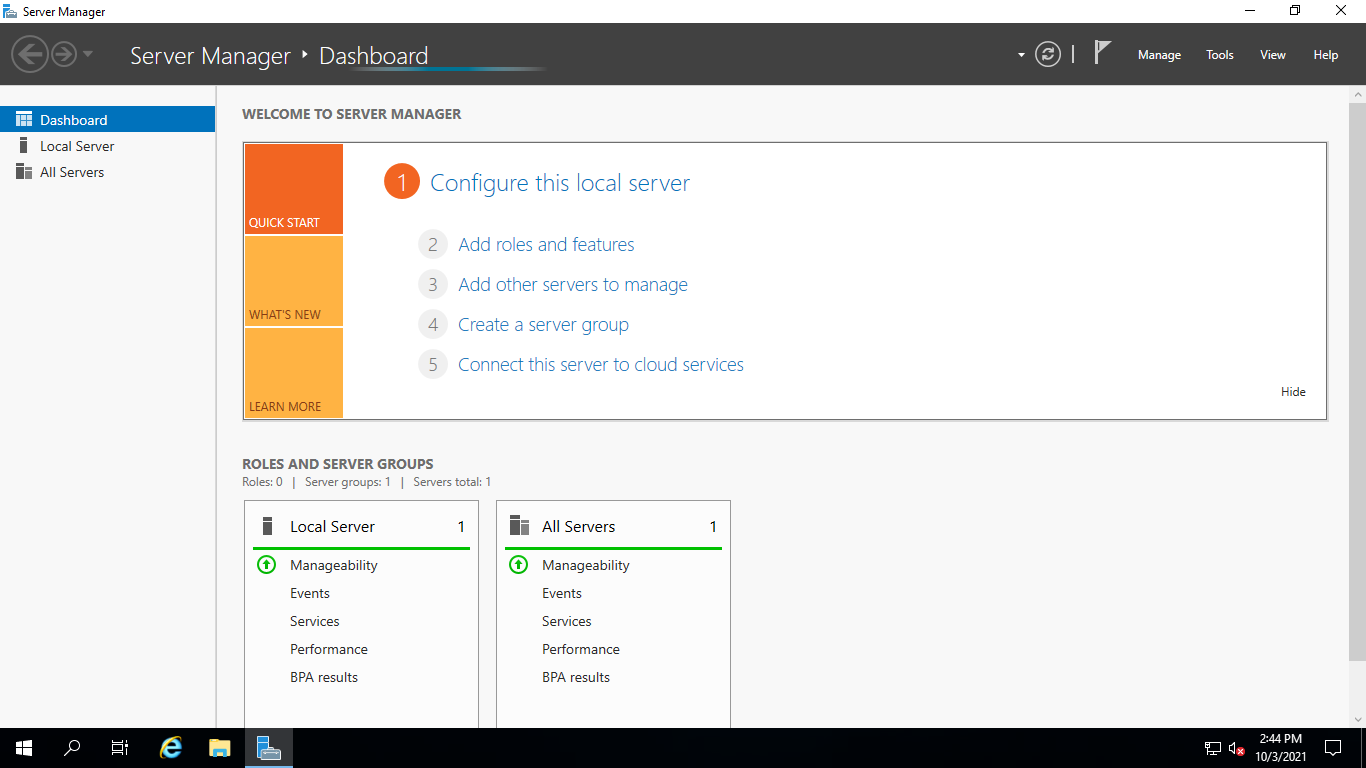 Server Manager
Server Manager ‣ Dashboard
Manage Tools View Help
Dashboard
Local Server
All Servers
WELCOME TO SERVER MANAGER
QUICK START
WHAT'S NEW
LEARN MORE
1 Configure this local server
2 Add roles and features
3 Add other servers to manage
4 Create a server group
5 Connect this server to cloud services
Hide
ROLES AND SERVER GROUPS
Roles: 0 | Server groups: 1 | Servers total: 1
Local Server 1
Manageability
Events
Services
Performance
BPA results
All Servers 1
Manageability
Events
Services
Performance
BPA results
2:44 PM
10/3/2021